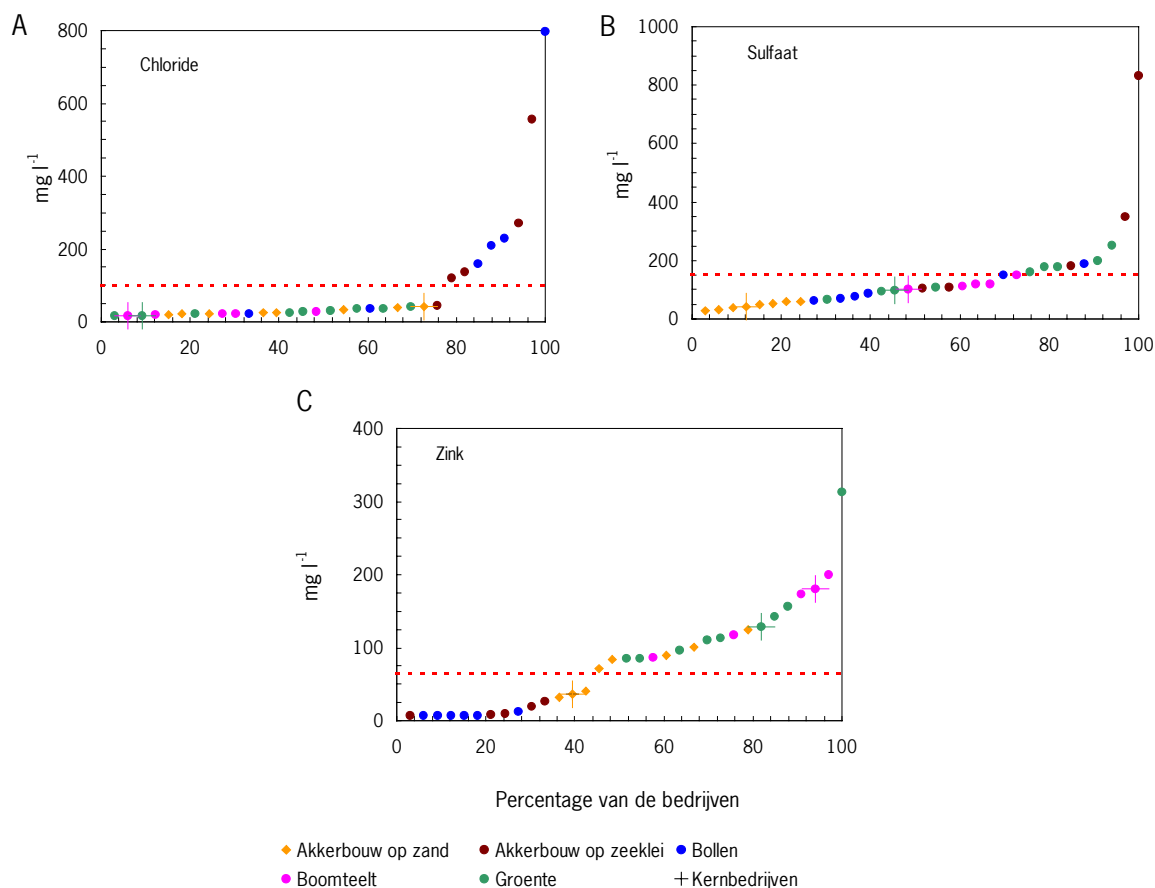 A
Chloride
mg l-1
800
600
400
200
0
0 20 40 60 80 100
B
Sulfaat
mg l-1
1000
800
600
400
200
0
0 20 40 60 80 100
C
Zink
mg l-1
400
300
200
100
0
0 20 40 60 80 100
Percentage van de bedrijven
Akkerbouw op zand Akkerbouw op zeeklei Bollen
Boomteelt Groente Kernbedrijven